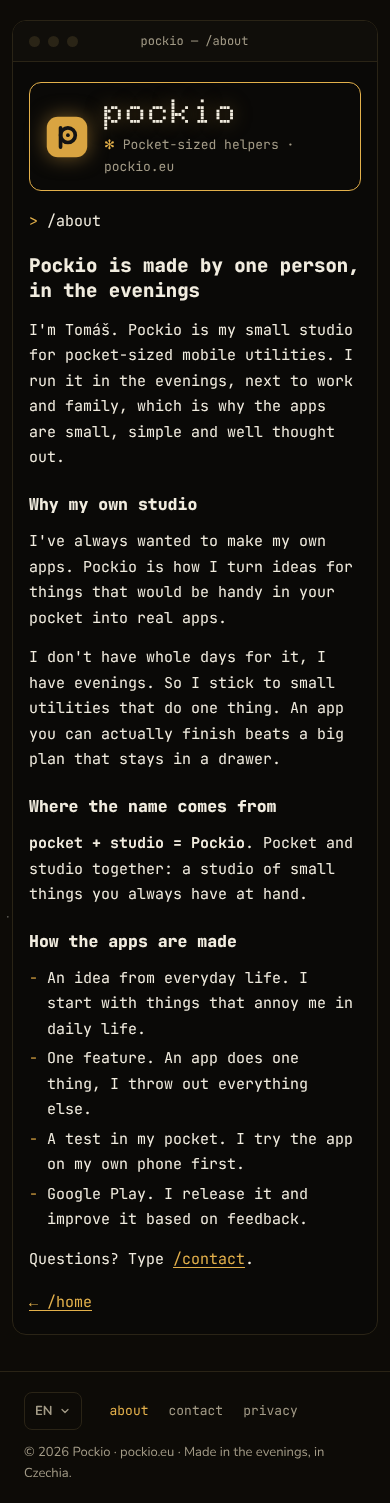 pockio — /about
pockio
✻ Pocket-sized helpers ·
pockio.eu
> /about
Pockio is made by one person,
in the evenings
I'm Tomáš. Pockio is my small studio
for pocket-sized mobile utilities. I
run it in the evenings, next to work
and family, which is why the apps
are small, simple and well thought
out.
Why my own studio
I've always wanted to make my own
apps. Pockio is how I turn ideas for
things that would be handy in your
pocket into real apps.
I don't have whole days for it, I
have evenings. So I stick to small
utilities that do one thing. An app
you can actually finish beats a big
plan that stays in a drawer.
Where the name comes from
pocket + studio = Pockio. Pocket and
studio together: a studio of small
things you always have at hand.
How the apps are made
- An idea from everyday life. I
start with things that annoy me in
daily life.
- One feature. An app does one
thing, I throw out everything
else.
- A test in my pocket. I try the app
on my own phone first.
- Google Play. I release it and
improve it based on feedback.
Questions? Type /contact.
← /home
EN about contact privacy
© 2026 Pockio · pockio.eu · Made in the evenings, in
Czechia.